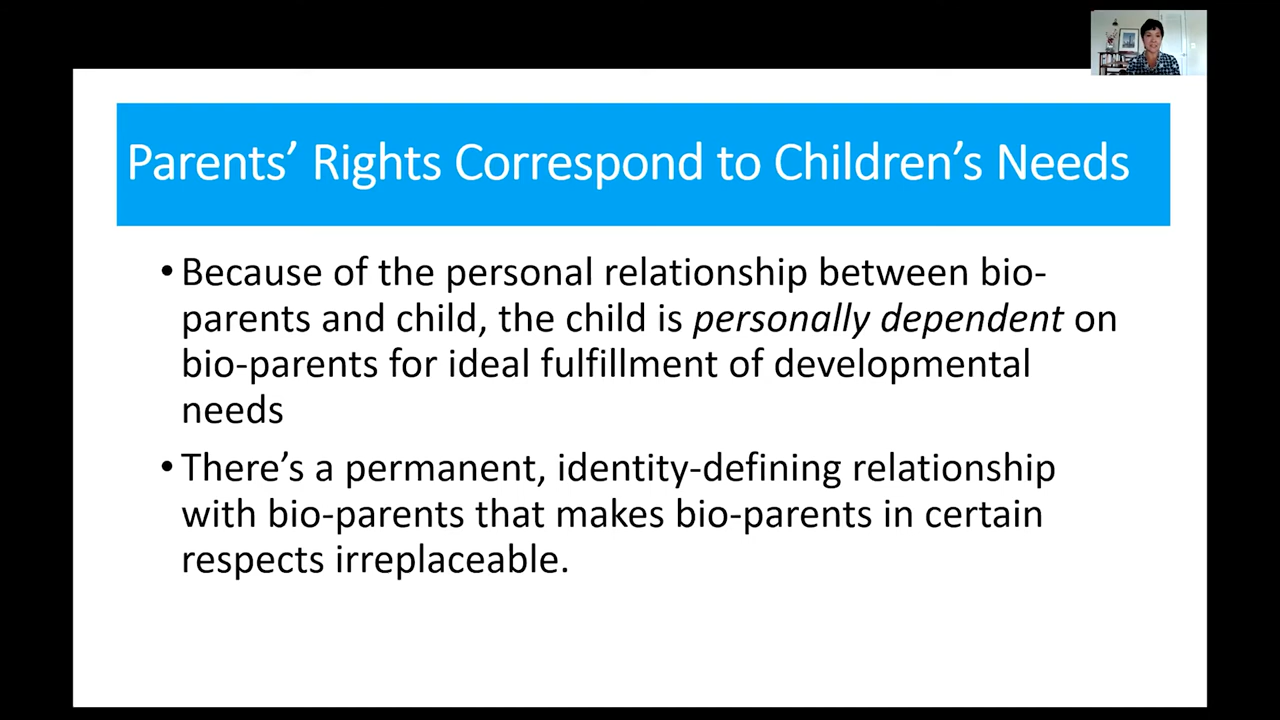 Parents’ Rights Correspond to Children’s Needs
•Because of the personal relationship between bio-
parents and child, the child is personally dependent on
bio-parents for ideal fulfillment of developmental
needs
•There’s a permanent, identity-defining relationship
with bio-parents that makes bio-parents in certain
respects irreplaceable.